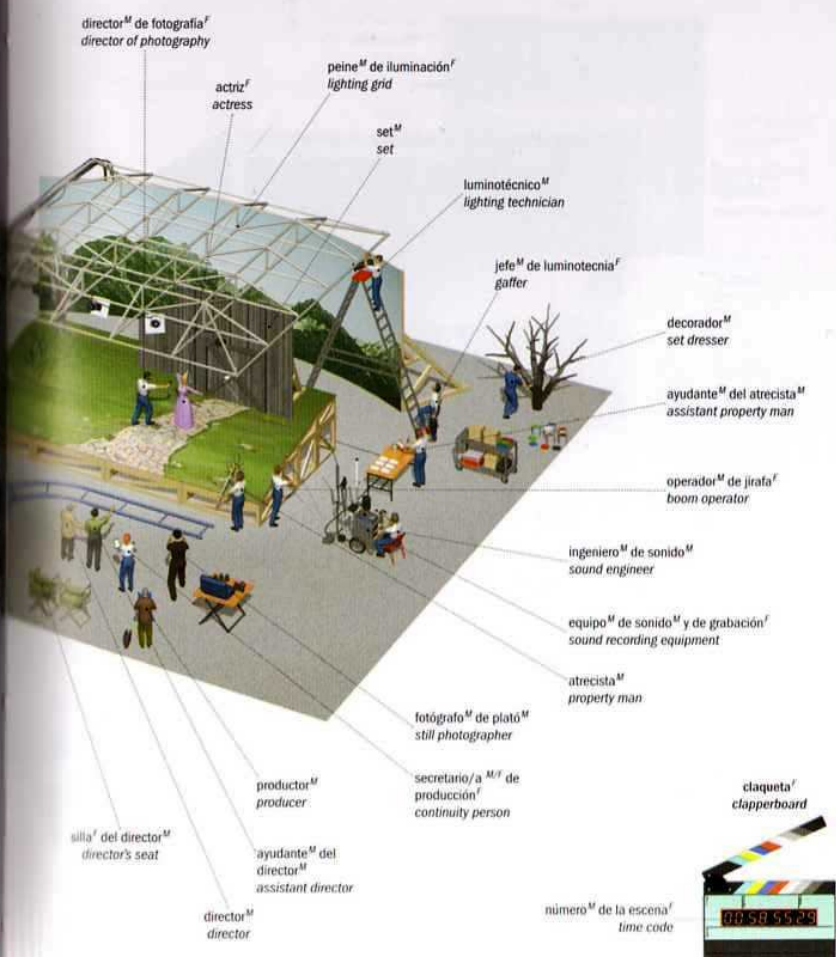 director^M de fotografía^F
director of photography
peine^M de iluminación^F
lighting grid
actriz^F
actress
set^M
set
luminotécnico^M
lighting technician
jefe^M de luminotecnia^F
gaffer
decorador^M
set dresser
ayudante^M del atrecista^M
assistant property man
operador^M de jirafa^F
boom operator
ingeniero^M de sonido^M
sound engineer
equipo^M de sonido^M y de grabación^F
sound recording equipment
atrecista^M
property man
fotógrafo^M de plató^M
still photographer
secretario/a ^M/F de
producción^F
continuity person
productor^M
producer
silla^F del director^M
director's seat
ayudante^M del
director^M
assistant director
director^M
director
claqueta^F
clapperboard
número^M de la escena^F
time code
00 58 55 29